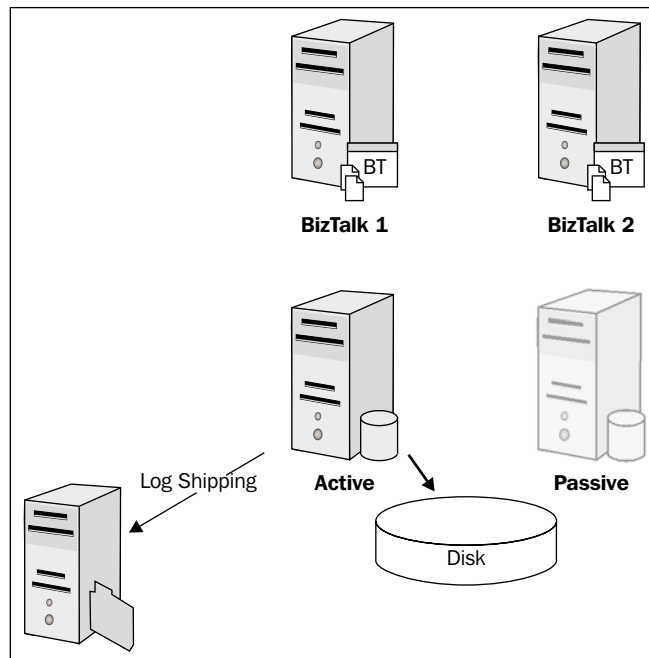 BT
BT
BizTalk 1
BizTalk 2
Log Shipping
Active
Passive
Disk